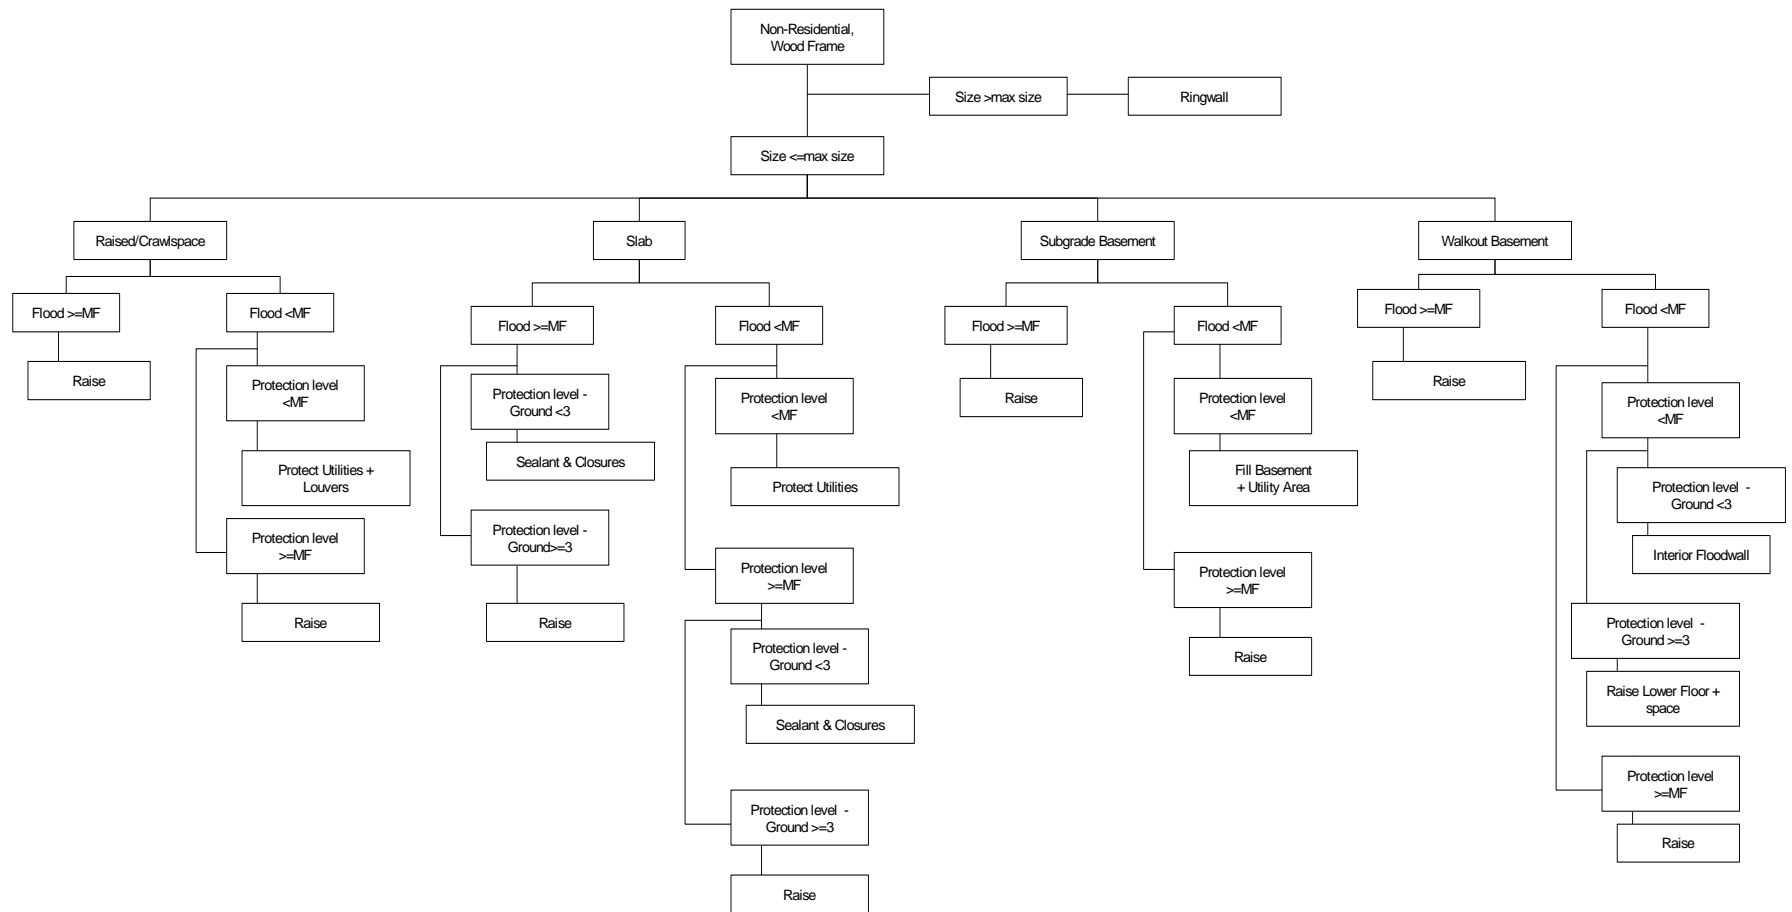 Non-Residential,
Wood Frame
Size >max size
Ringwall
Size <=max size
Raised/Crawlspace
Flood >=MF
Raise
Flood <MF
Protection level
<MF
Protect Utilities +
Louvers
Protection level
>=MF
Raise
Slab
Flood >=MF
Protection level -
Ground <3
Sealant & Closures
Protection level -
Ground>=3
Raise
Flood <MF
Protection level
<MF
Protect Utilities
Protection level
>=MF
Protection level -
Ground <3
Sealant & Closures
Protection level -
Ground >=3
Raise
Subgrade Basement
Flood >=MF
Raise
Flood <MF
Protection level
<MF
Fill Basement
+ Utility Area
Protection level
>=MF
Raise
Walkout Basement
Flood >=MF
Raise
Flood <MF
Protection level
<MF
Protection level -
Ground <3
Interior Floodwall
Protection level -
Ground >=3
Raise Lower Floor +
space
Protection level
>=MF
Raise